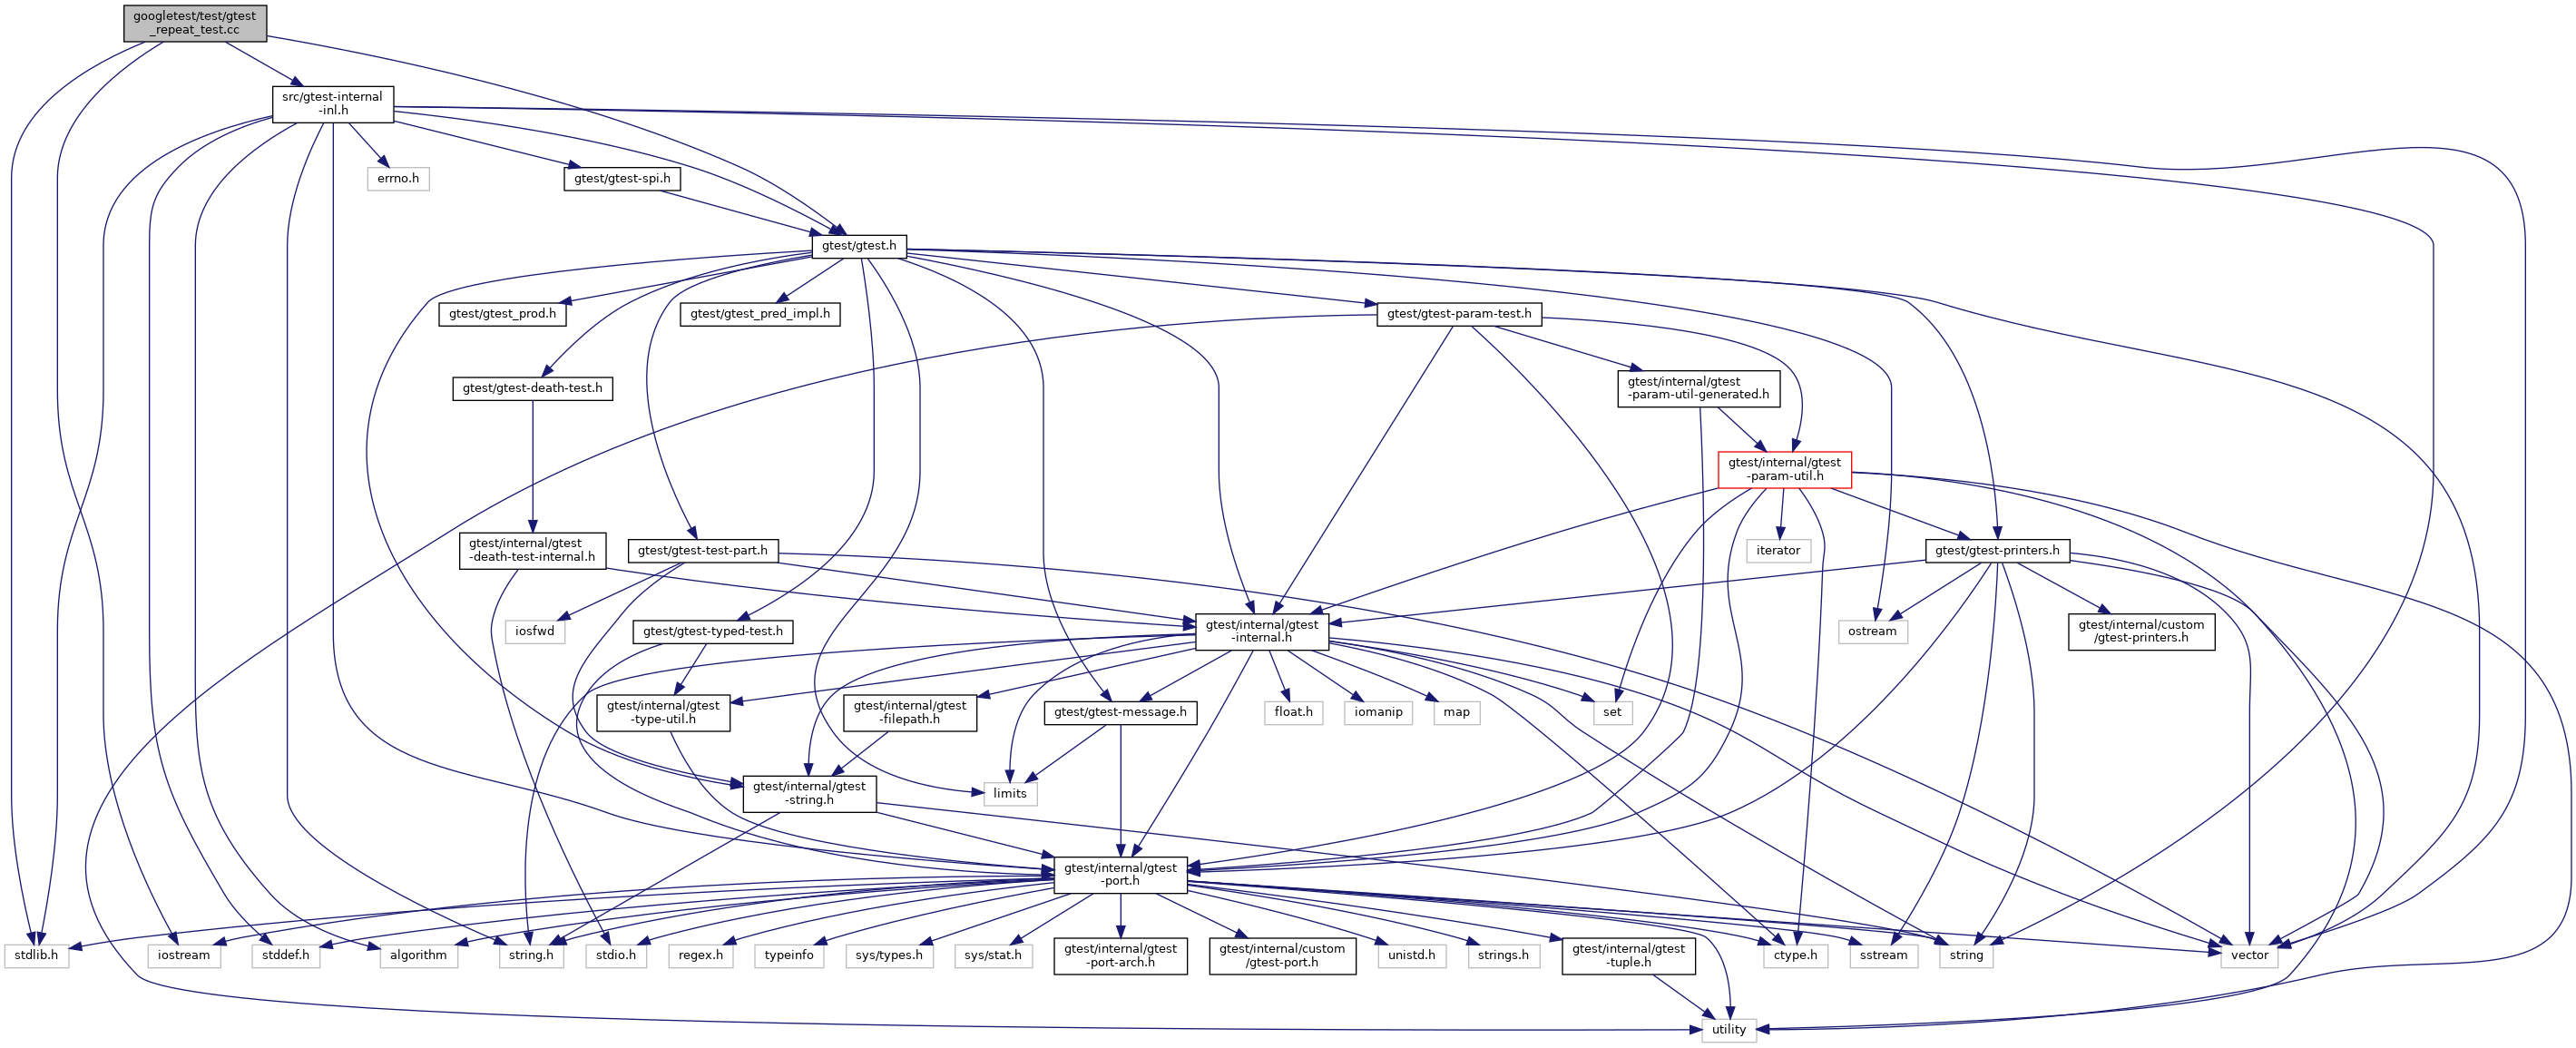 googletest/test/gtest
_repeat_test.cc
src/gtest-internal
-inl.h
errno.h
gtest/gtest-spi.h
gtest/gtest.h
gtest/gtest_prod.h
gtest/gtest_pred_impl.h
gtest/gtest-param-test.h
gtest/gtest-death-test.h
gtest/internal/gtest
-param-util-generated.h
gtest/internal/gtest
-param-util.h
gtest/internal/gtest
-death-test-internal.h
gtest/gtest-test-part.h
iterator
gtest/gtest-printers.h
iosfwd
gtest/gtest-typed-test.h
gtest/internal/gtest
-internal.h
ostream
gtest/internal/custom
/gtest-printers.h
gtest/internal/gtest
-type-util.h
gtest/internal/gtest
-filepath.h
gtest/gtest-message.h
float.h
iomanip
map
set
gtest/internal/gtest
-string.h
limits
gtest/internal/gtest
-port.h
stdlib.h
iostream
stddef.h
algorithm
string.h
stdio.h
regex.h
typeinfo
sys/types.h
sys/stat.h
gtest/internal/gtest
-port-arch.h
gtest/internal/custom
/gtest-port.h
unistd.h
strings.h
gtest/internal/gtest
-tuple.h
ctype.h
sstream
string
vector
utility